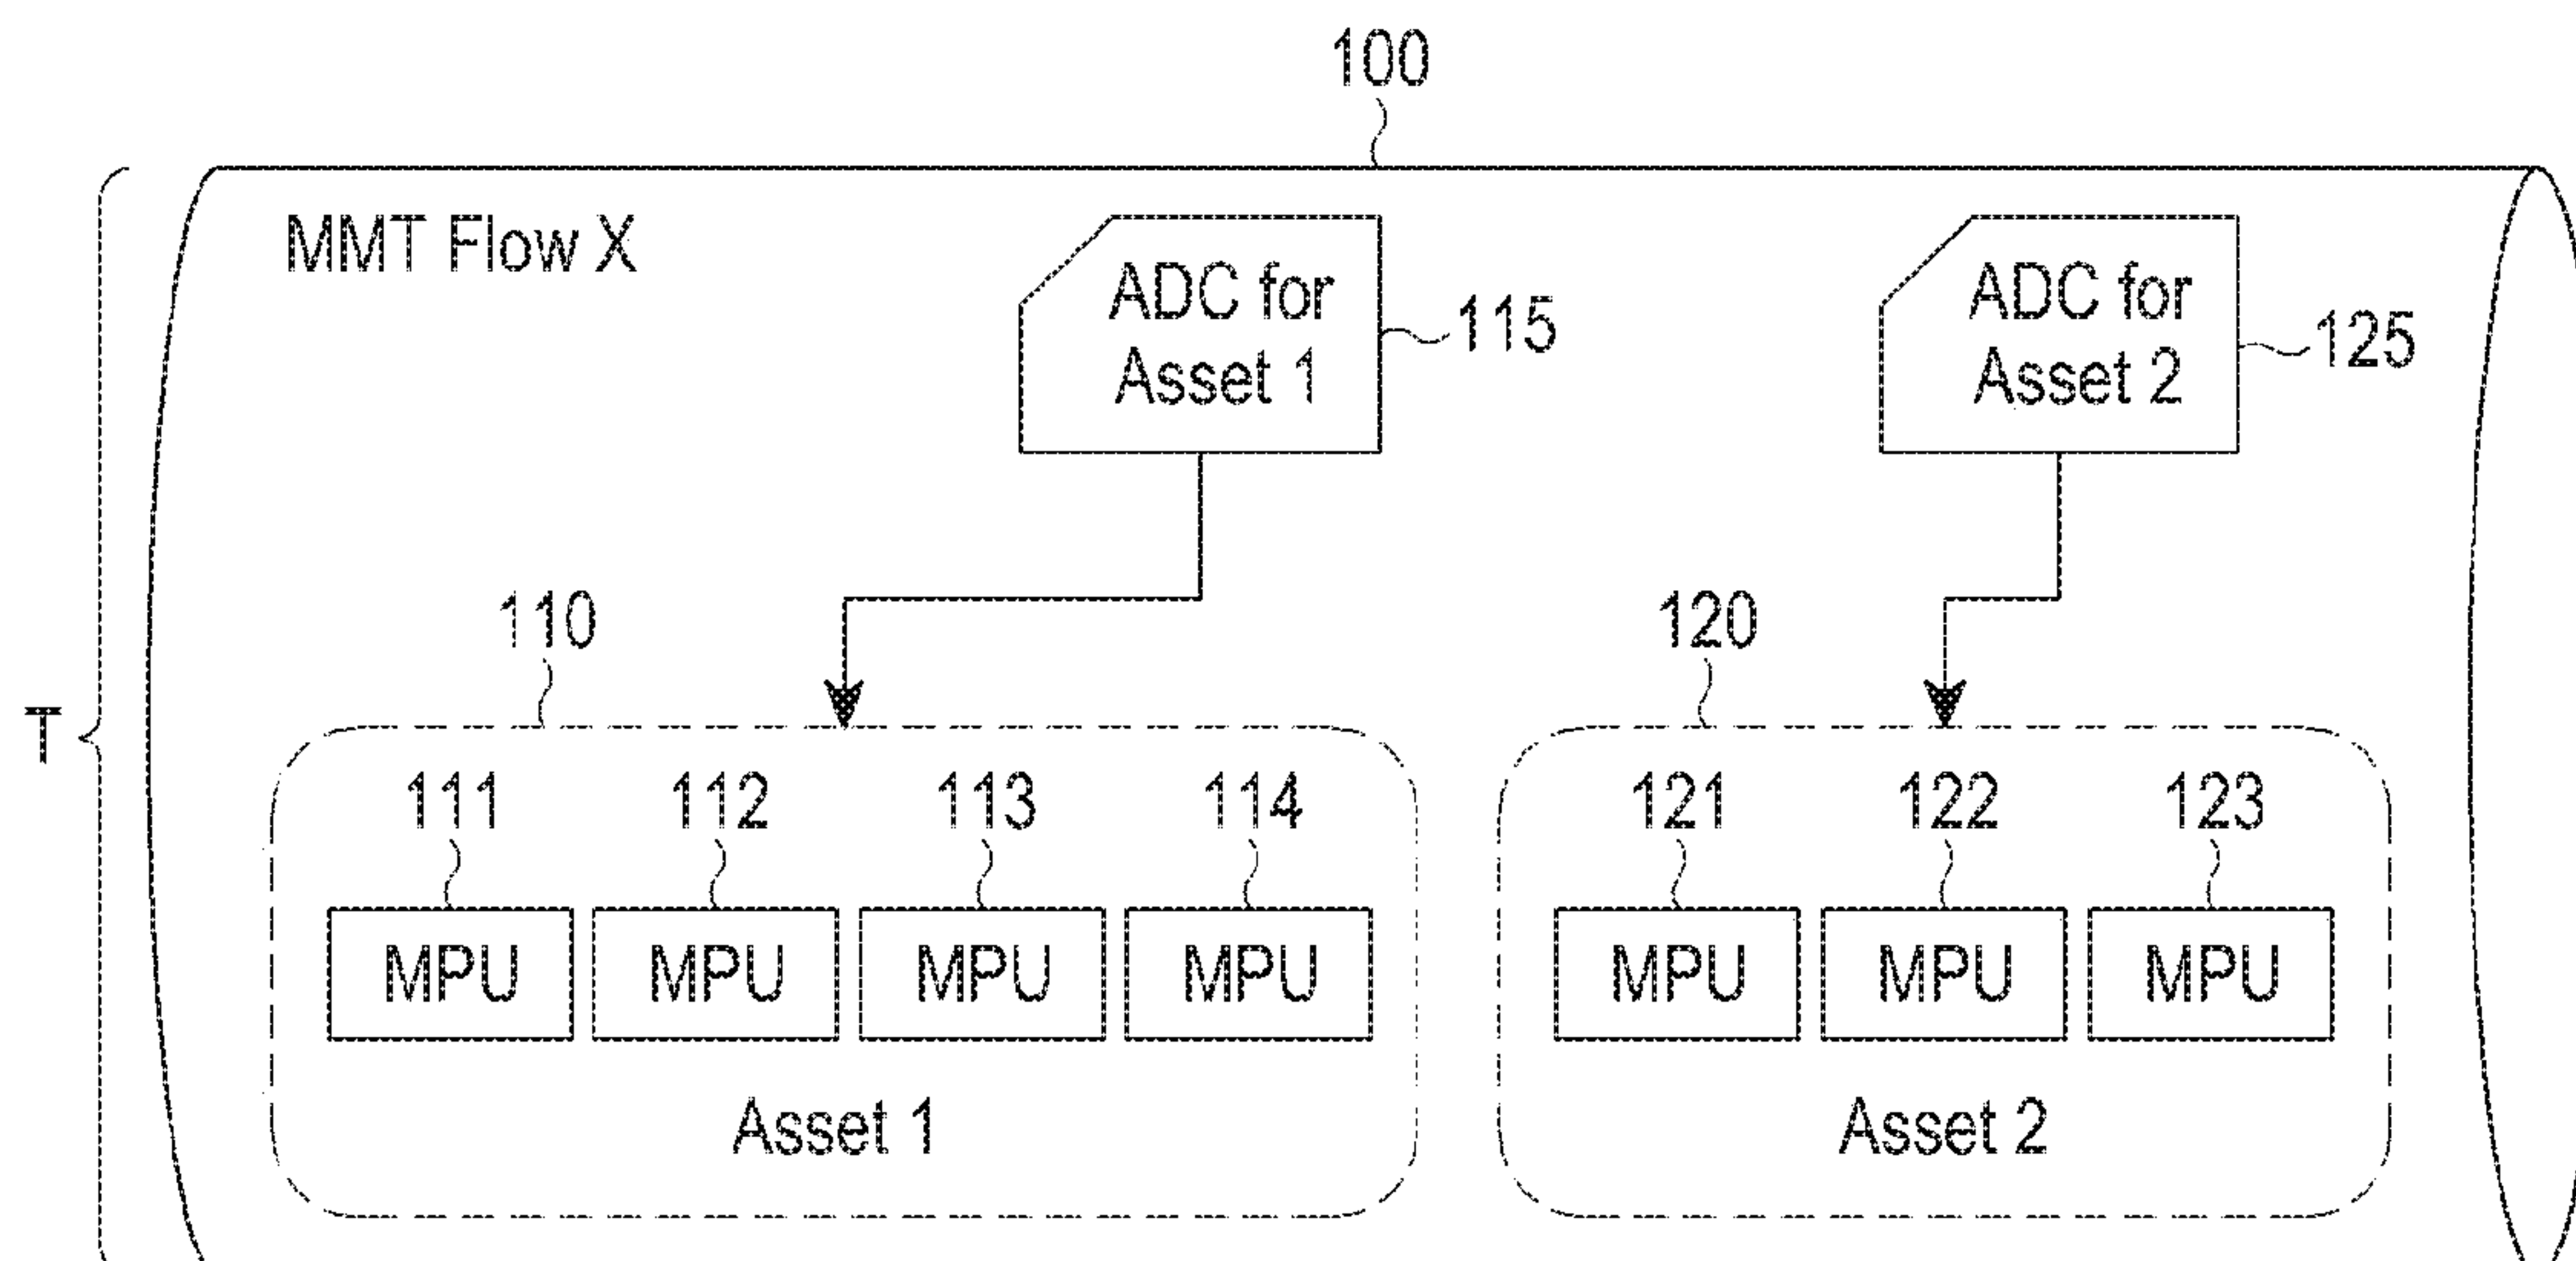 100
MMT Flow X
ADC for
Asset 1
115
ADC for
Asset 2
125
T
110
120
111 112 113 114
121 122 123
MPU MPU MPU MPU
MPU MPU MPU
Asset 1
Asset 2